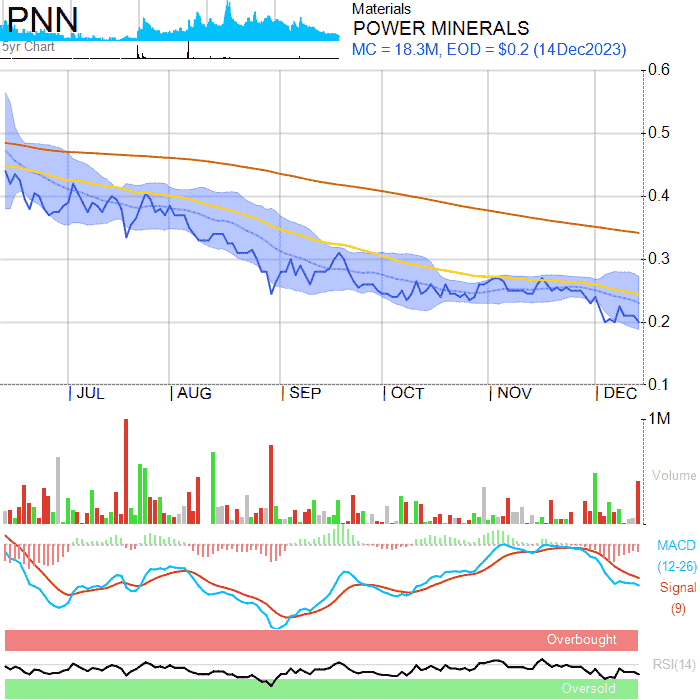 PNN
5yr Chart
Materials
POWER MINERALS
MC = 18.3M, EOD = $0.2 (14Dec2023)
0.6
0.5
0.4
0.3
0.2
0.1
JUL
AUG
SEP
OCT
NOV
DEC
1M
Volume
MACD
(12-26)
Signal
(9)
Overbought
RSI(14)
Oversold